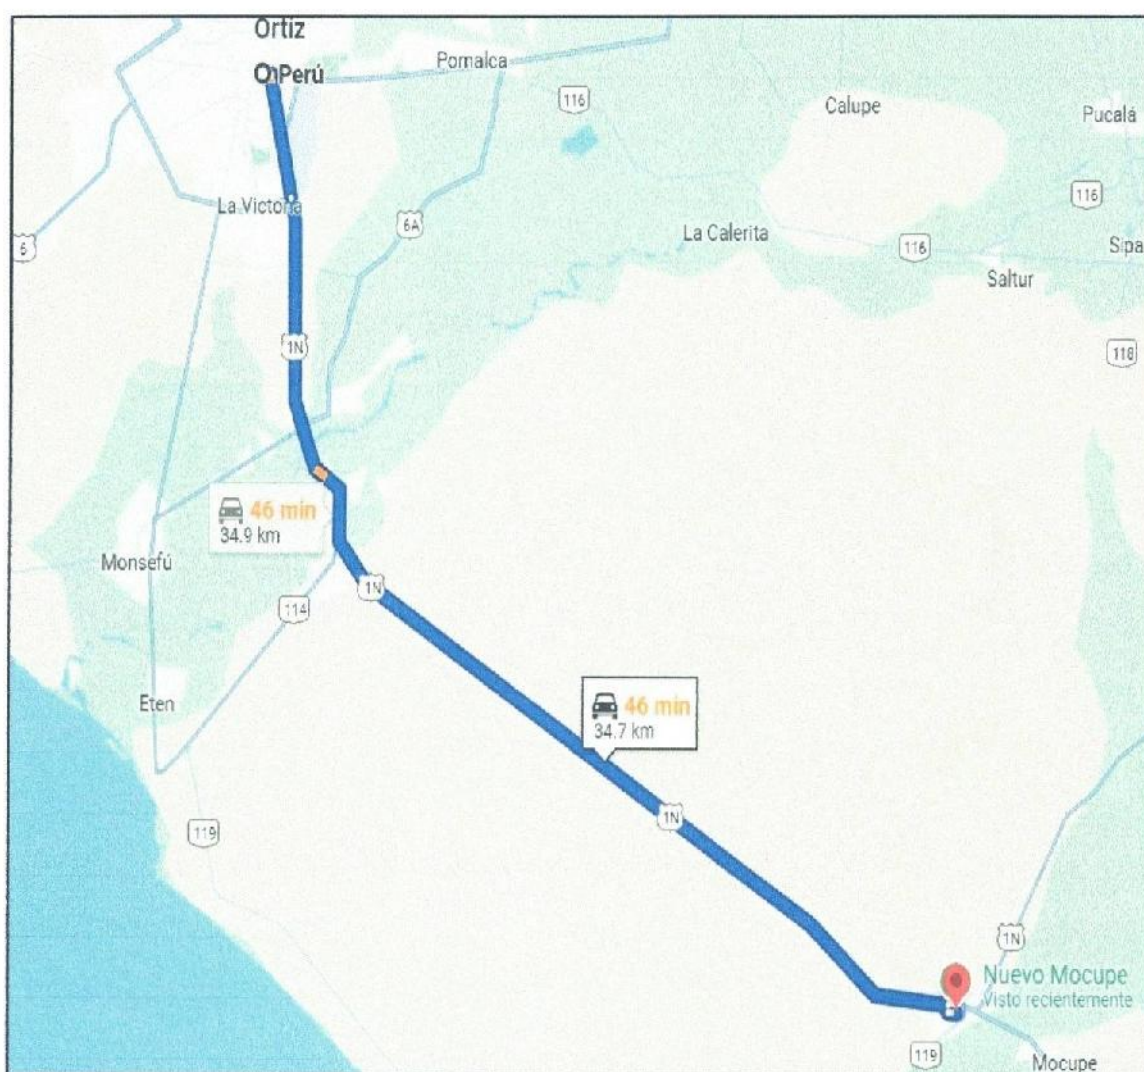 Ortiz
Perú
Pomalca
116
Calupe
Pucalá
116
La Victoria
6A
La Calerita
6
116
Sipa
Saltur
1N
118
46 min
34.9 km
Monsefú
1N
114
46 min
34.7 km
Eten
1N
119
1N
Nuevo Mocupe
Visto recientemente
119
Mocupe